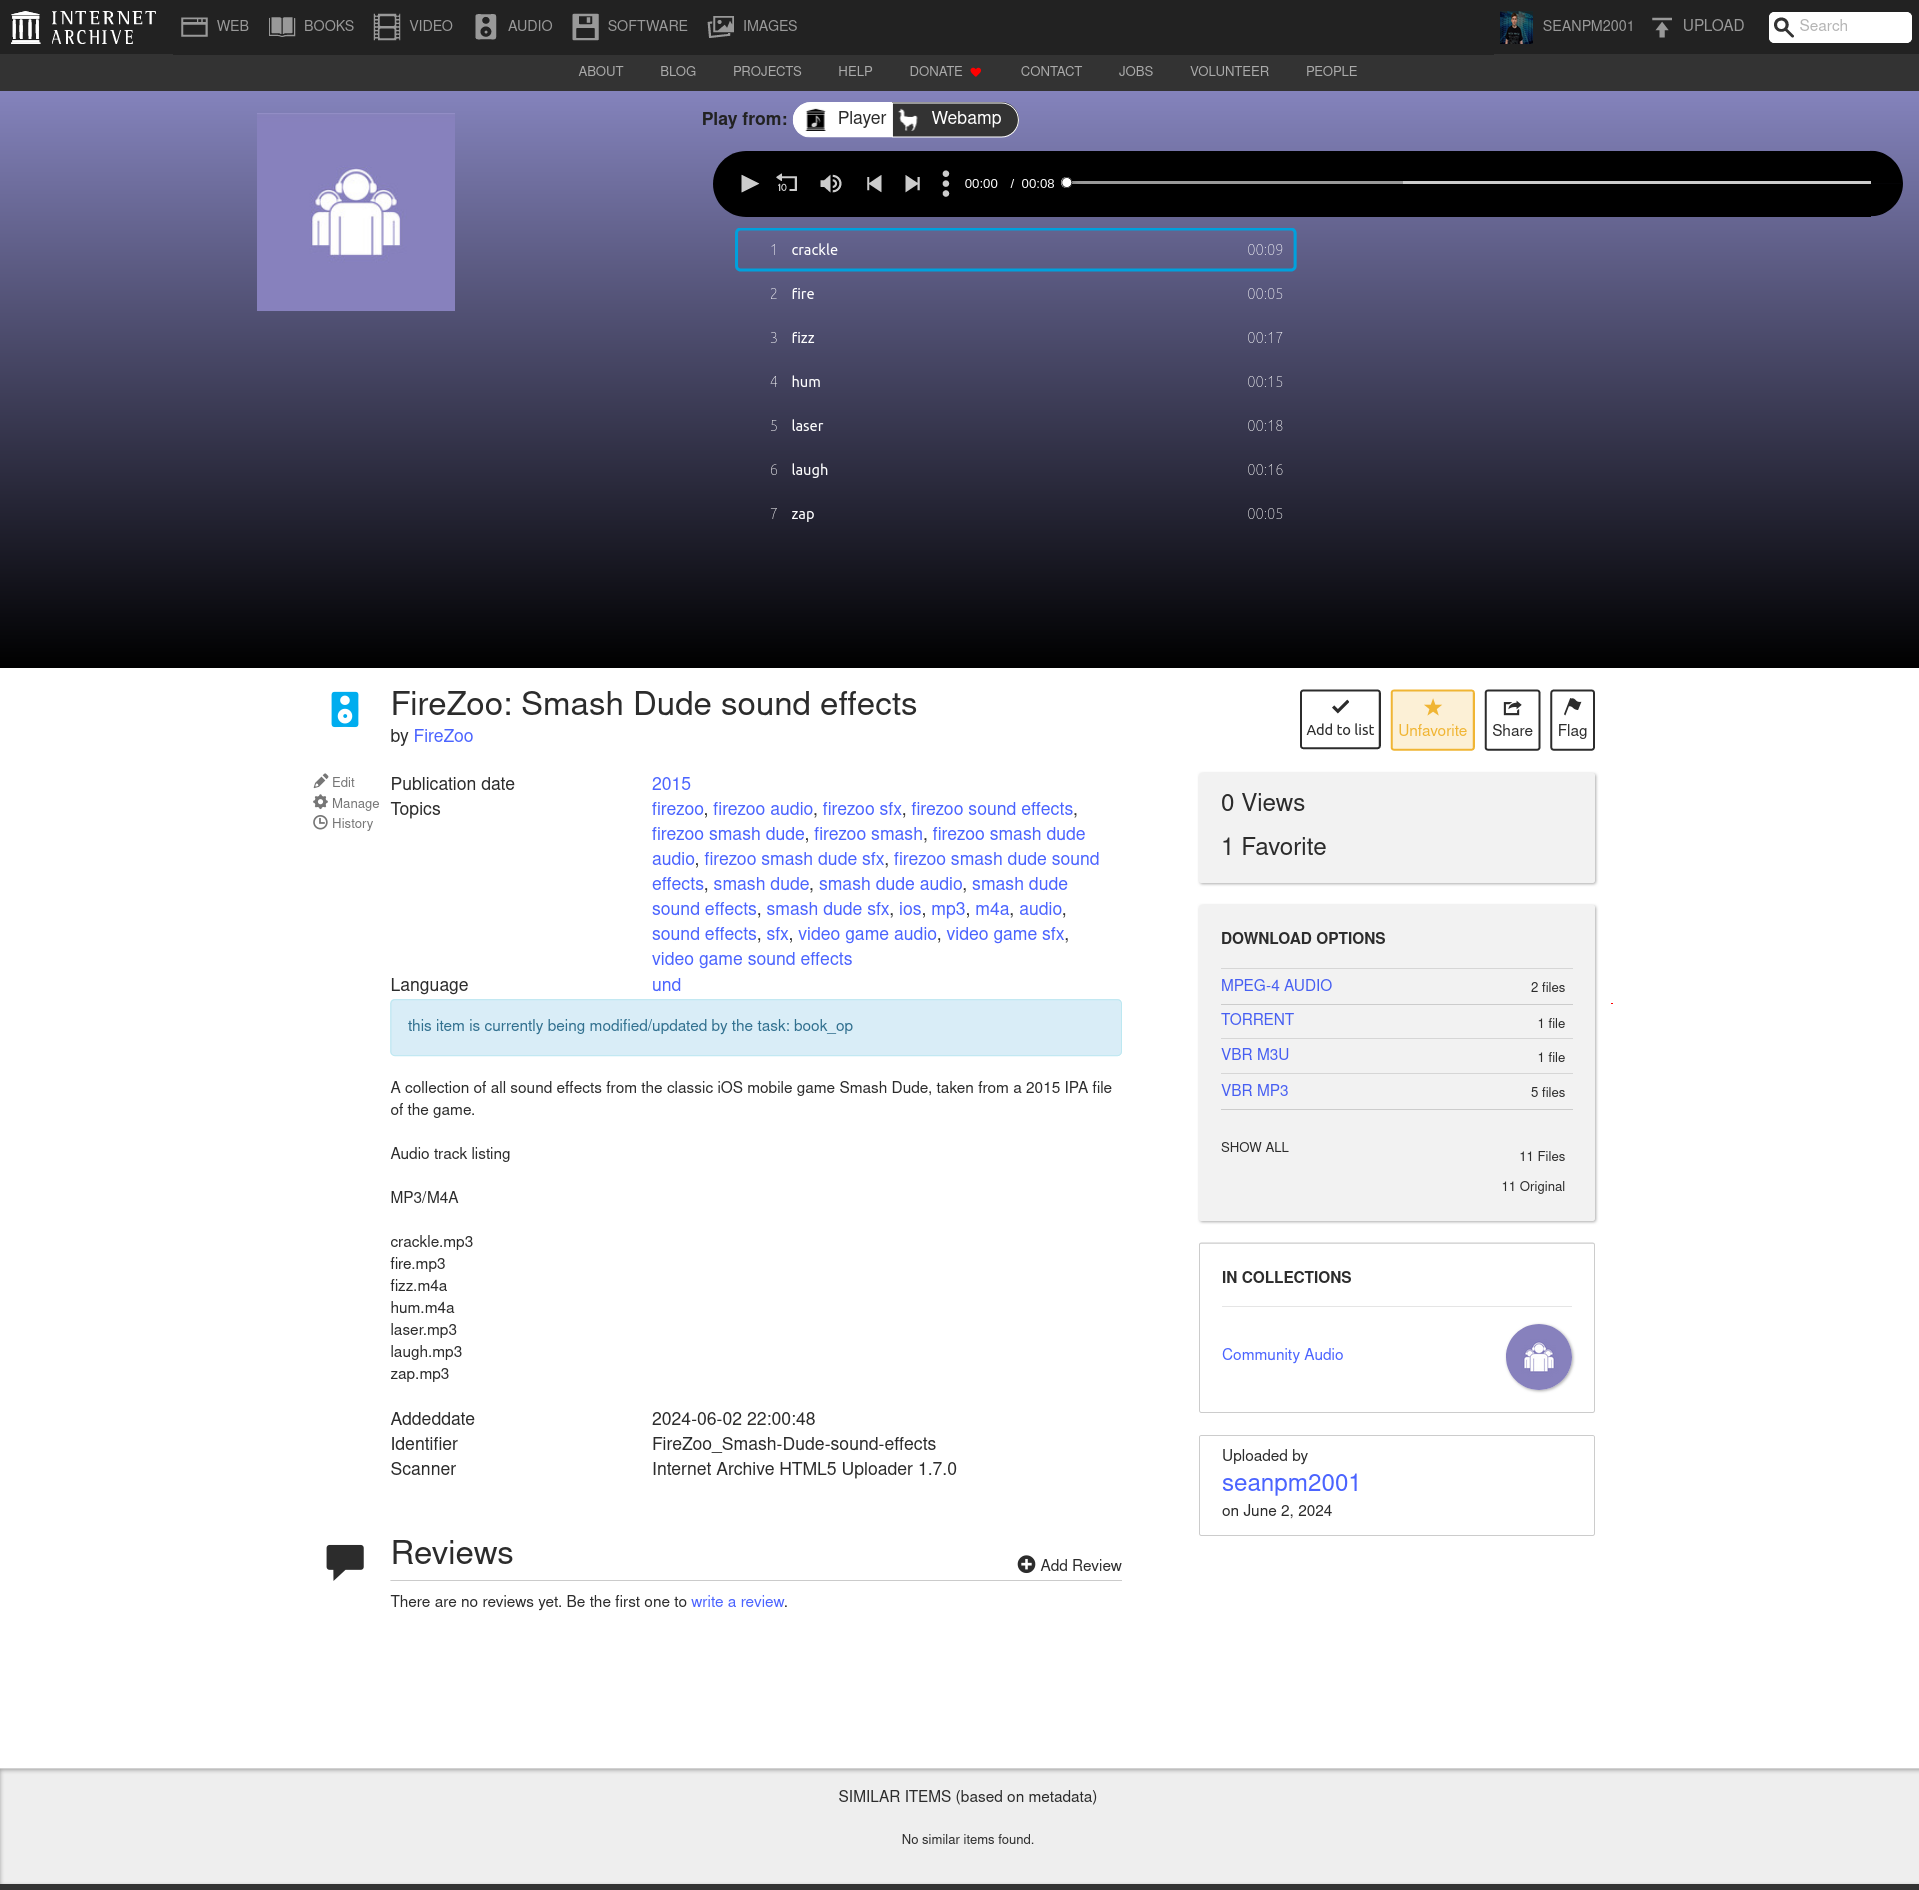 INTERNET ARCHIVE
WEB BOOKS VIDEO AUDIO SOFTWARE IMAGES SEANPM2001 UPLOAD Search
ABOUT BLOG PROJECTS HELP DONATE CONTACT JOBS VOLUNTEER PEOPLE
Play from: Player Webamp
10 00:00 / 00:08
1 crackle 00:09
2 fire 00:05
3 fizz 00:17
4 hum 00:15
5 laser 00:18
6 laugh 00:16
7 zap 00:05
FireZoo: Smash Dude sound effects
by FireZoo
Add to list Unfavorite Share Flag
Edit
Manage
History
Publication date 2015
Topics firezoo, firezoo audio, firezoo sfx, firezoo sound effects,
firezoo smash dude, firezoo smash, firezoo smash dude
audio, firezoo smash dude sfx, firezoo smash dude sound
effects, smash dude, smash dude audio, smash dude
sound effects, smash dude sfx, ios, mp3, m4a, audio,
sound effects, sfx, video game audio, video game sfx,
video game sound effects
Language und
this item is currently being modified/updated by the task: book_op
A collection of all sound effects from the classic iOS mobile game Smash Dude, taken from a 2015 IPA file
of the game.
Audio track listing
MP3/M4A
crackle.mp3
fire.mp3
fizz.m4a
hum.m4a
laser.mp3
laugh.mp3
zap.mp3
Addeddate 2024-06-02 22:00:48
Identifier FireZoo_Smash-Dude-sound-effects
Scanner Internet Archive HTML5 Uploader 1.7.0
Reviews
Add Review
There are no reviews yet. Be the first one to write a review.
0 Views
1 Favorite
DOWNLOAD OPTIONS
MPEG-4 AUDIO 2 files
TORRENT 1 file
VBR M3U 1 file
VBR MP3 5 files
SHOW ALL
11 Files
11 Original
IN COLLECTIONS
Community Audio
Uploaded by
seanpm2001
on June 2, 2024
SIMILAR ITEMS (based on metadata)
No similar items found.